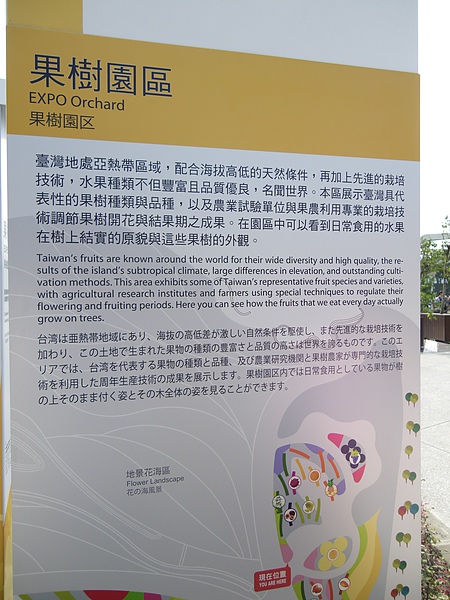 果樹園區
EXPO Orchard
果樹園区
臺灣地處亞熱帶區域，配合海拔高低的天然條件，再加上先進的栽培
技術，水果種類不但豐富且品質優良，名聞世界。本區展示臺灣具代
表性的果樹種類與品種，以及農業試驗單位與果農利用專業的栽培技
術調節果樹開花與結果期之成果。在園區中可以看到日常食用的水果
在樹上結實的原貌與這些果樹的外觀。
Taiwan's fruits are known around the world for their wide diversity and high quality, the re-
sults of the island's subtropical climate, large differences in elevation, and outstanding culti-
vation methods. This area exhibits some of Taiwan's representative fruit species and varieties,
with agricultural research institutes and farmers using special techniques to regulate their
flowering and fruiting periods. Here you can see how the fruits that we eat every day actually
grow on trees.
台湾は亜熱帯地域にあり、海抜の高低差が激しい自然条件を駆使し、また先進的な栽培技術を
加わり、この土地で生まれた果物の種類の豊富さと品質の高さは世界を誇るものです。このエ
リアでは、台湾を代表する果物の種類と品種、及び農業研究機関と果樹農家が専門的な栽培技
術を利用した周年生産技術の成果を展示します。果樹園区内では日常食用としている果物が樹
の上そのまま付く姿とその木全体の姿を見ることができます。
地景花海區
Flower Landscape
花の海風景
現在位置
YOU ARE HERE